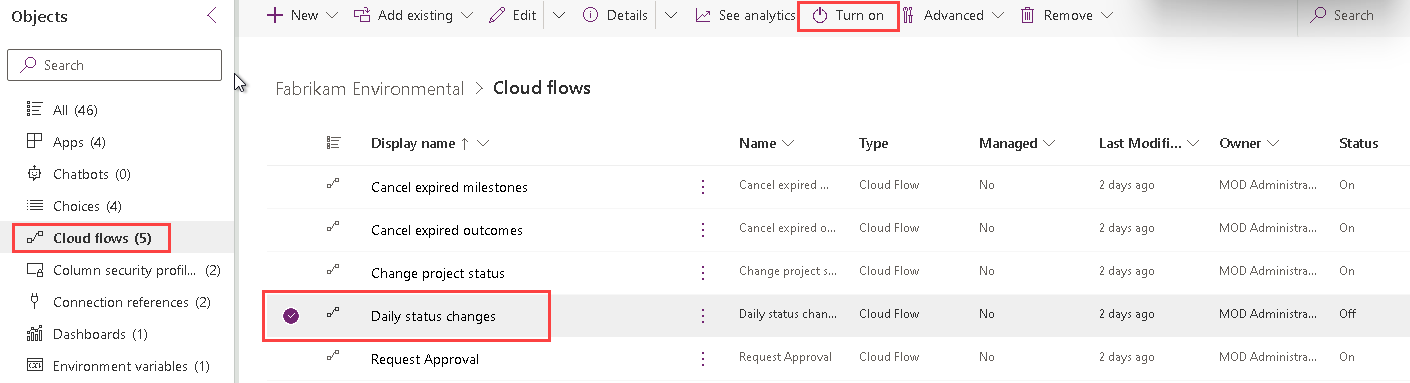 Objects
New Add existing Edit Details See analytics Turn on Advanced Remove Search
Search
All (46)
Apps (4)
Chatbots (0)
Choices (4)
Cloud flows (5)
Column security profil... (2)
Connection references (2)
Dashboards (1)
Environment variables (1)
Fabrikam Environmental > Cloud flows
Display name ↑ Name Type Managed Last Modifi... Owner Status
Cancel expired milestones Cancel expired ... Cloud Flow No 2 days ago MOD Administra... On
Cancel expired outcomes Cancel expired o... Cloud Flow No 2 days ago MOD Administra... On
Change project status Change project s... Cloud Flow No 2 days ago MOD Administra... On
Daily status changes Daily status chan... Cloud Flow No 2 days ago MOD Administra... Off
Request Approval Request Approval Cloud Flow No 2 days ago MOD Administra... On